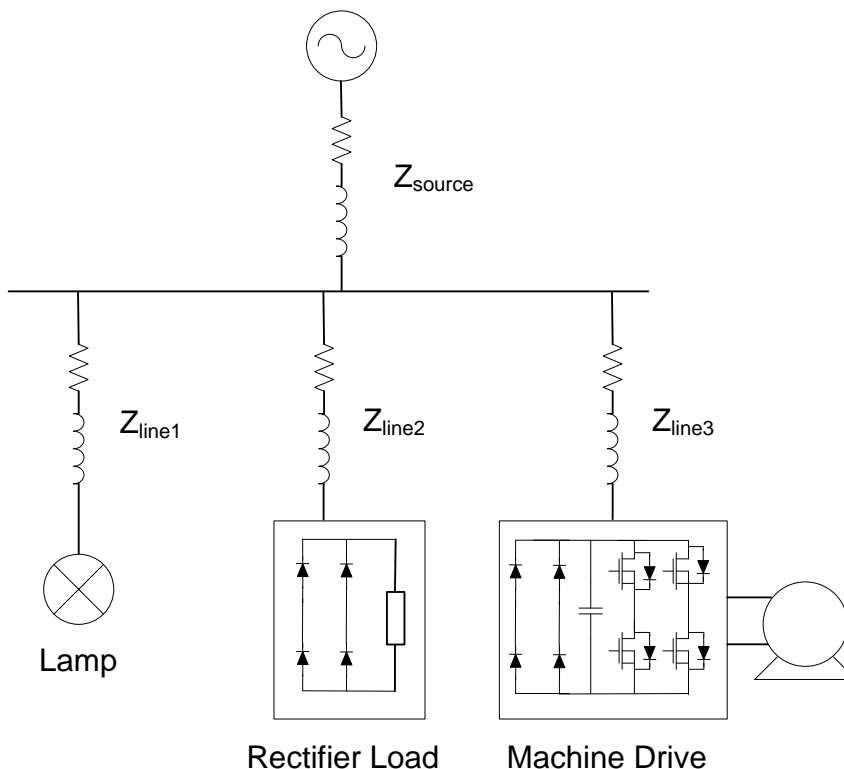 Z_source
Z_line1
Z_line2
Z_line3
Lamp
Rectifier Load
Machine Drive